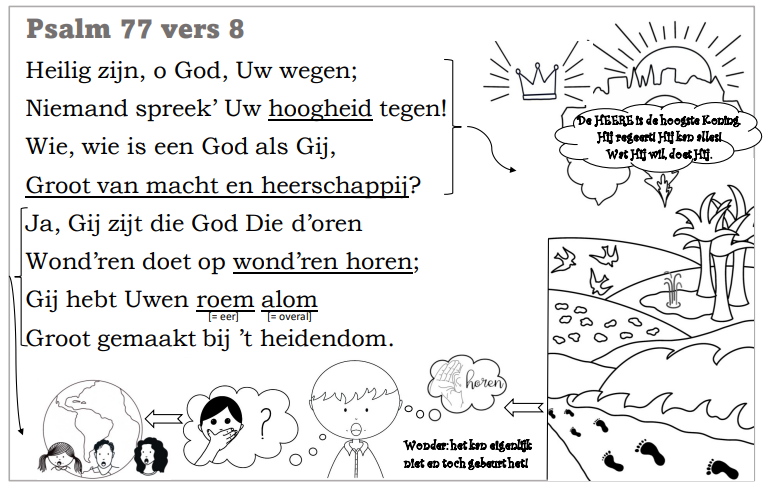 Psalm 77 vers 8
Heilig zijn, o God, Uw wegen;
Niemand spreek’ Uw hoogheid tegen!
Wie, wie is een God als Gij,
Groot van macht en heerschappij?
Ja, Gij zijt die God Die d’oren
Wond’ren doet op wond’ren horen;
Gij hebt Uwen roem alom
[= eer] [= overal]
Groot gemaakt bij ’t heidendom.
De HEERE is de hoogste Koning.
Hij regeert! Hij kan alles!
Wat Hij wil, doet Hij.
horen
?
Wonder: het kan eigenlijk
niet en toch gebeurt het!